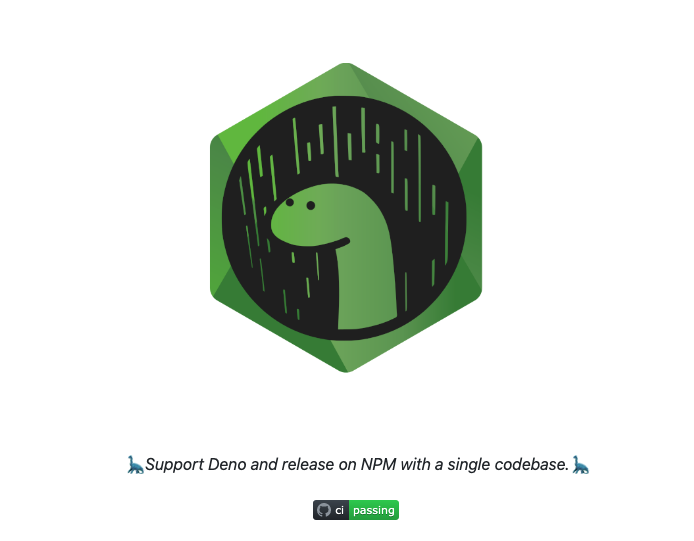 🦕Support Deno and release on NPM with a single codebase.🦕
ci passing